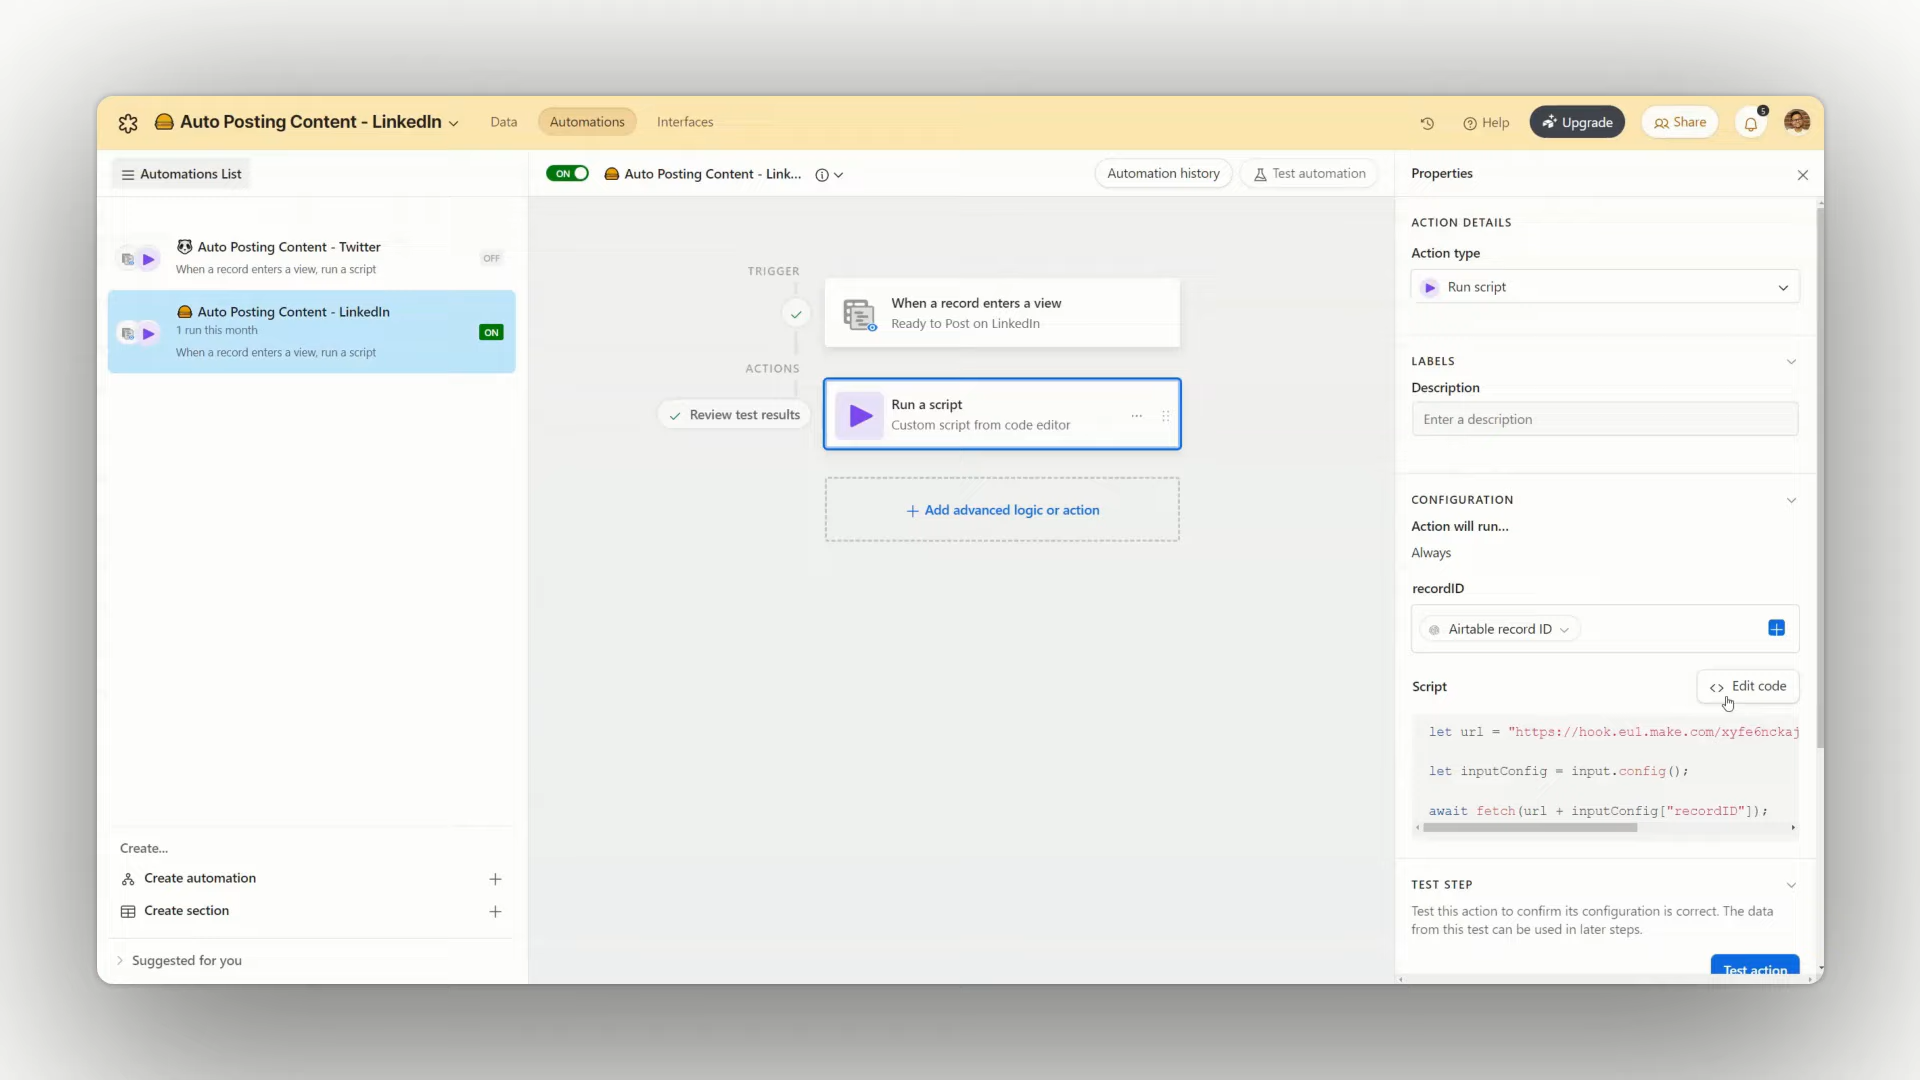 Auto Posting Content - LinkedIn
Data
Automations
Interfaces
Help
Upgrade
Share
5
Automations List
ON
Auto Posting Content - Link...
Automation history
Test automation
Properties
Auto Posting Content - Twitter
When a record enters a view, run a script
OFF
Auto Posting Content - LinkedIn
1 run this month
When a record enters a view, run a script
ON
Create...
Create automation
Create section
Suggested for you
TRIGGER
When a record enters a view
Ready to Post on LinkedIn
ACTIONS
Review test results
Run a script
Custom script from code editor
Add advanced logic or action
ACTION DETAILS
Action type
Run script
LABELS
Description
Enter a description
CONFIGURATION
Action will run...
Always
recordID
Airtable record ID
Script
<> Edit code
let url = "https://hook.eu1.make.com/xyfe6nckaj
let inputConfig = input.config();
await fetch(url + inputConfig["recordID"]);
TEST STEP
Test this action to confirm its configuration is correct. The data
from this test can be used in later steps.
Test action